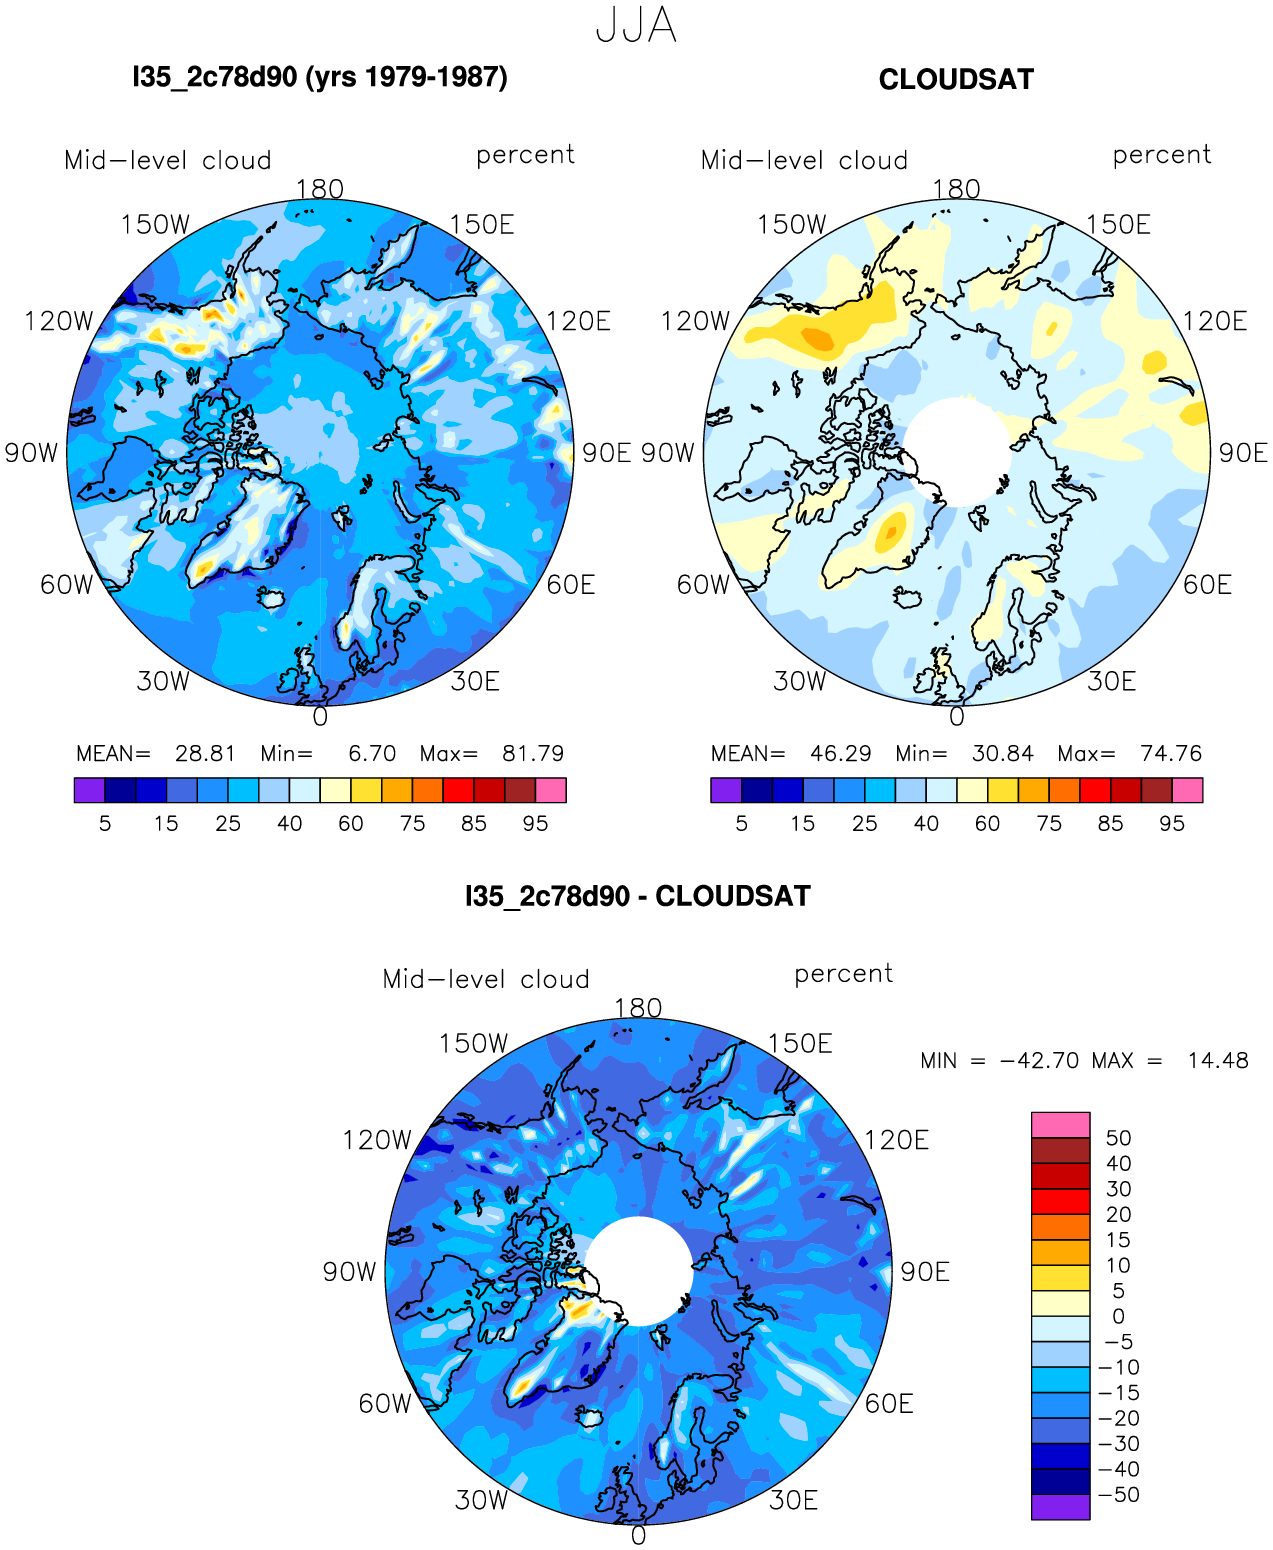 JJA
I35_2c78d90 (yrs 1979-1987)
Mid-level cloud percent
180
150W 150E
120W 120E
90W 90E
60W 60E
30W 30E
0
MEAN= 28.81 Min= 6.70 Max= 81.79
5 15 25 40 60 75 85 95
CLOUDSAT
Mid-level cloud percent
180
150W 150E
120W 120E
90W 90E
60W 60E
30W 30E
0
MEAN= 46.29 Min= 30.84 Max= 74.76
5 15 25 40 60 75 85 95
I35_2c78d90 - CLOUDSAT
Mid-level cloud percent
180
150W 150E
120W 120E
90W 90E
60W 60E
30W 30E
0
MIN = -42.70 MAX = 14.48
50
40
30
20
15
10
5
0
-5
-10
-15
-20
-30
-40
-50